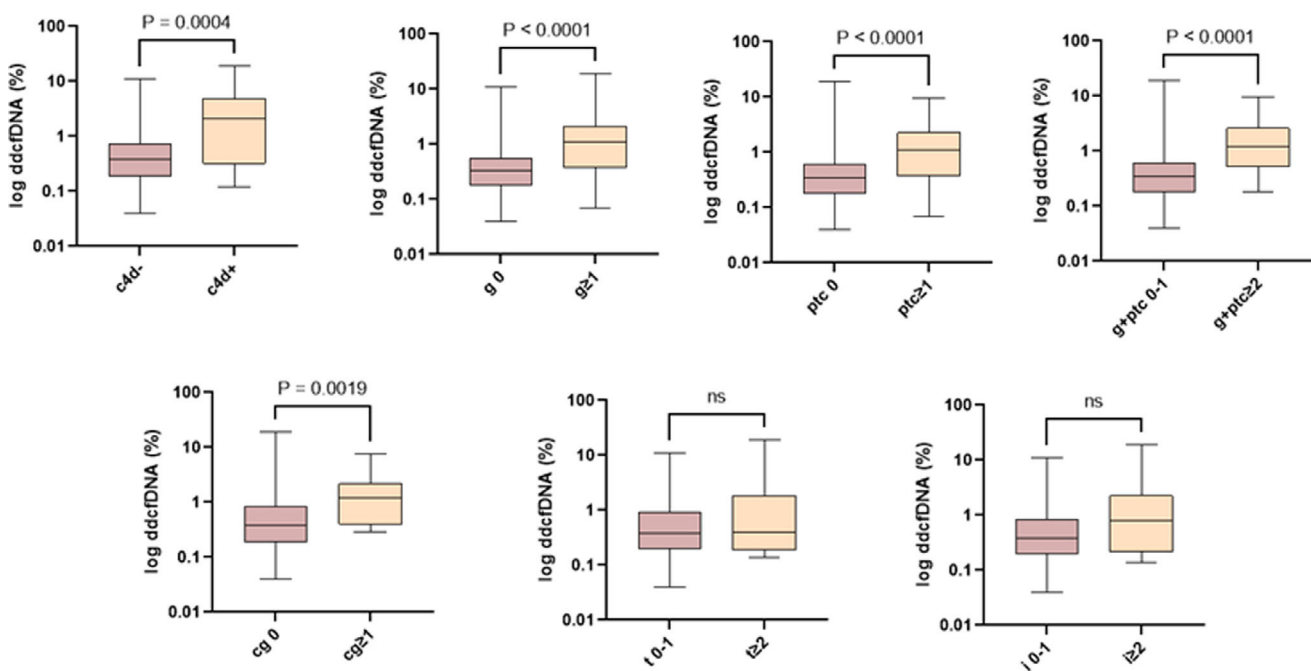 P = 0.0004
log ddcfDNA (%)
100
10
1
0.1
0.01
c4d-
c4d+
P < 0.0001
log ddcfDNA (%)
100
10
1
0.1
0.01
g 0
g≥1
P < 0.0001
log ddcfDNA (%)
100
10
1
0.1
0.01
ptc 0
ptc≥1
P < 0.0001
log ddcfDNA (%)
100
10
1
0.1
0.01
g+ptc 0-1
g+ptc≥2
P = 0.0019
log ddcfDNA (%)
100
10
1
0.1
0.01
cg 0
cg≥1
ns
log ddcfDNA (%)
100
10
1
0.1
0.01
t 0-1
t≥2
ns
log ddcfDNA (%)
100
10
1
0.1
0.01
i 0-1
i≥2